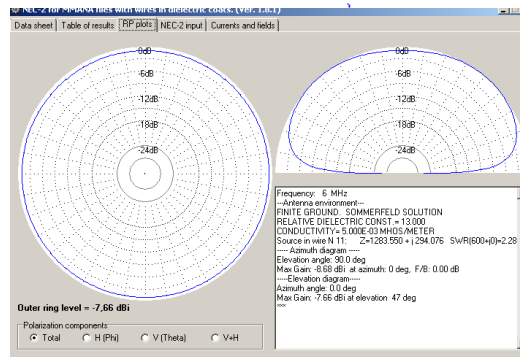 NEC-2 for MMANA files with wires in dielectric coats. (Ver. 1.8.1)
Data sheet Table of results RP plots NEC-2 input Currents and fields
0dB
-6dB
-12dB
-18dB
-24dB
0dB
-6dB
-12dB
-18dB
-24dB
Outer ring level = -7,66 dBi
Polarization components
Total H (Phi) V (Theta) V+H
Frequency: 6 MHz
---Antenna environment---
FINITE GROUND. SOMMERFELD SOLUTION
RELATIVE DIELECTRIC CONST.= 13.000
CONDUCTIVITY= 5.000E-03 MHOS/METER
Source in wire N 11: Z=1283.550 + j 294.076 SWR(600+j0)=2.28
----- Azimuth diagram -----
Elevation angle: 90.0 deg
Max Gain: -8.68 dBi at azimuth: 0 deg, F/B: 0.00 dB
-----Elevation diagram-----
Azimuth angle: 0.0 deg
Max Gain: -7.66 dBi at elevation 47 deg
***